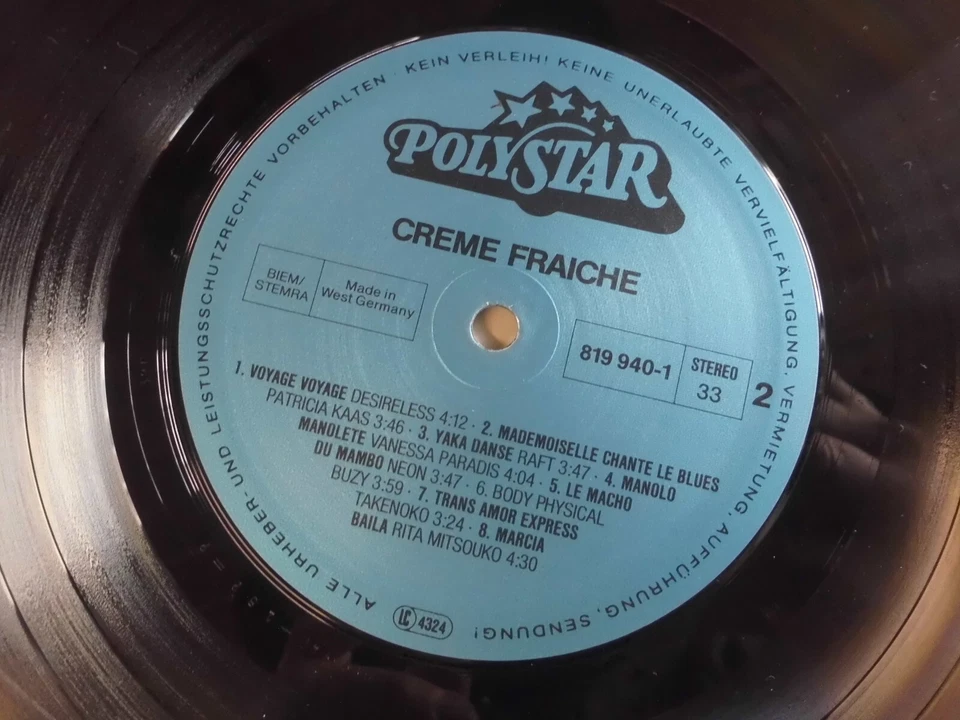 ALLE URHEBER- UND LEISTUNGSSCHUTZRECHTE VORBEHALTEN · KEIN VERLEIH! KEINE UNERLAUBTE VERVIELFÄLTIGUNG, VERMIETUNG, AUFFÜHRUNG, SENDUNG!
POLYSTAR
CREME FRAICHE
BIEM/
STEMRA
Made in
West Germany
819 940-1
STEREO
33
2
1. VOYAGE VOYAGE DESIRELESS 4:12 · 2. MADEMOISELLE CHANTE LE BLUES
PATRICIA KAAS 3:46 · 3. YAKA DANSE RAFT 3:47 · 4. MANOLO
MANOLETE VANESSA PARADIS 4:04 · 5. LE MACHO
DU MAMBO NEON 3:47 · 6. BODY PHYSICAL
BUZY 3:59 · 7. TRANS AMOR EXPRESS
TAKENOKO 3:24 · 8. MARCIA
BAILA RITA MITSOUKO 4:30
LC 4324